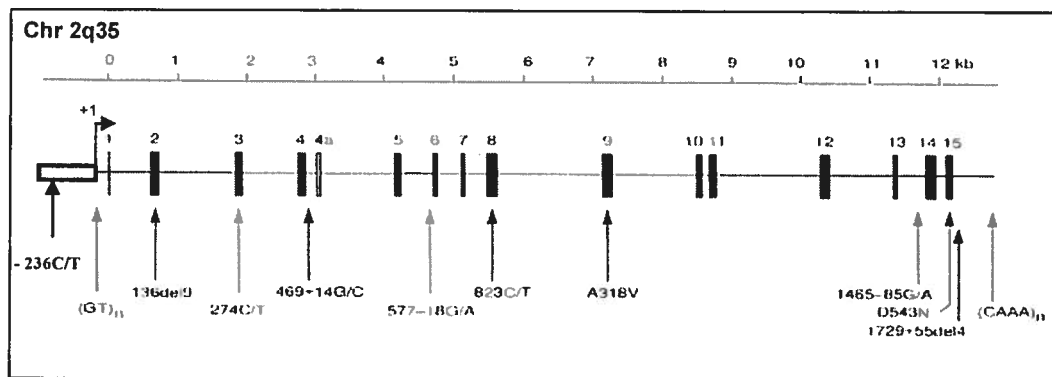 Chr 2q35
0 1 2 3 4 5 6 7 8 9 10 11 12 kb
+1
1 2 3 4 4a 5 6 7 8 9 10 11 12 13 14 15
- 236C/T
(GT)n
136del9
274C/T
469+14G/C
577-18G/A
823C/T
A318V
1465-85G/A
D543N
1729+55del4
(CAAA)n